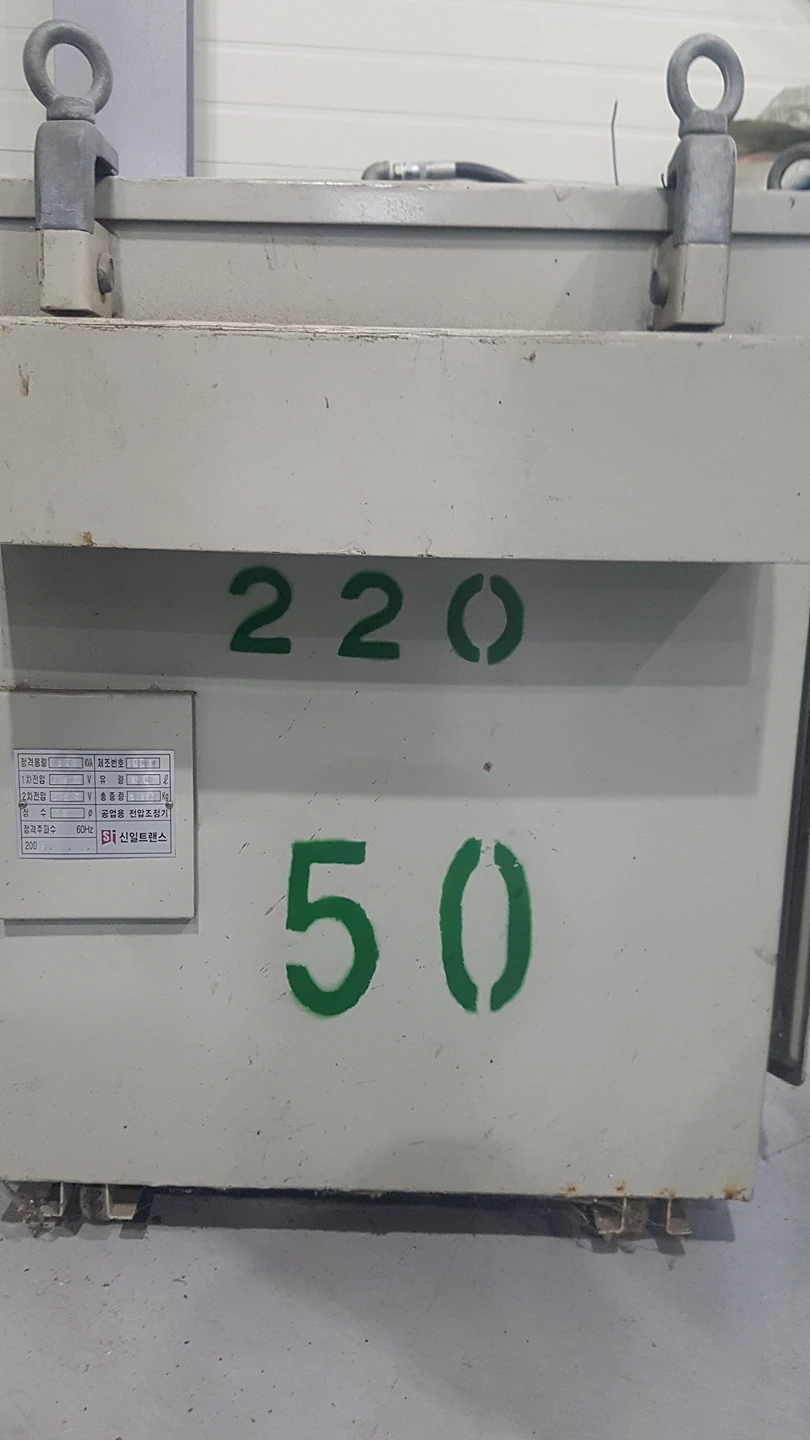 220
정격용량 KVA 제조번호
1차전압 V 유 량 ℓ
2차전압 V 총 중 량 Kg
상 수 ø 공업용 전압조정기
정격주파수 60Hz Si 신일트랜스
200 . .
50